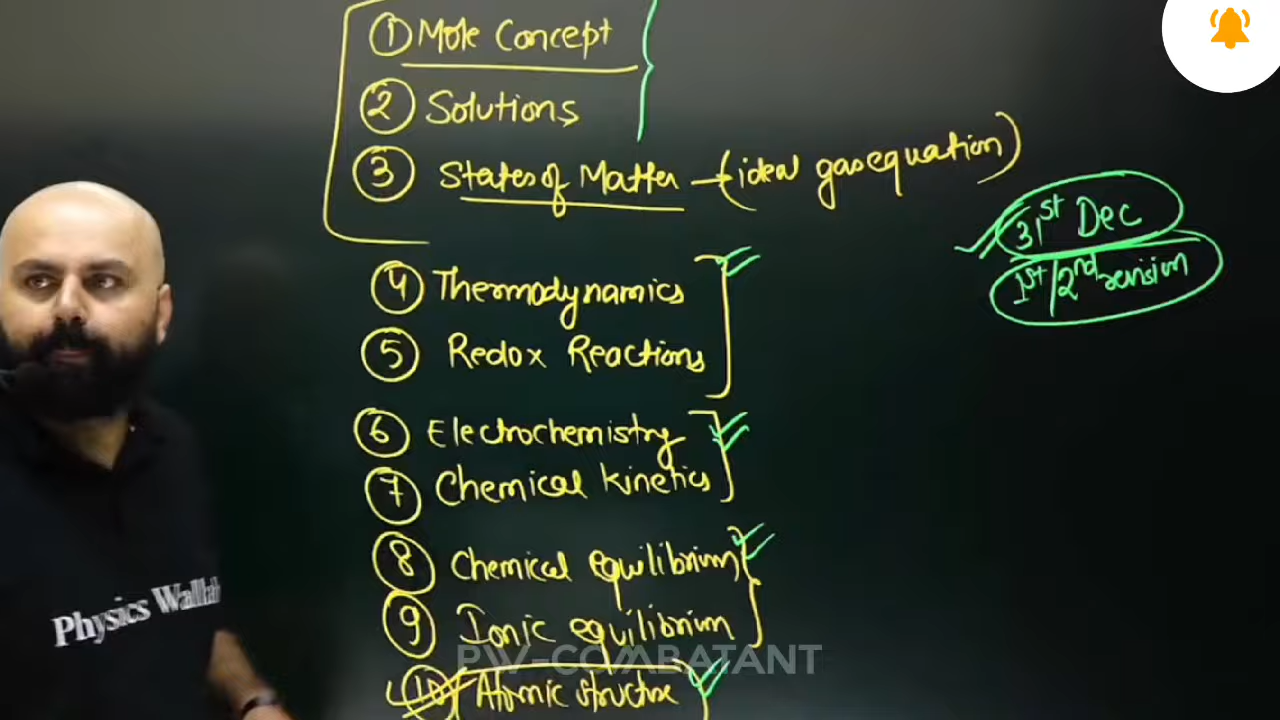 ① Mole Concept
② Solutions
③ States of Matter → (ideal gas equation)
31st Dec
1st/2nd revision
④ Thermodynamics
⑤ Redox Reactions
⑥ Electrochemistry
⑦ Chemical kinetics
⑧ Chemical equilibrium
⑨ Ionic equilibrium
⑩ Atomic structure
Physics Wallah
PW-COMBATANT